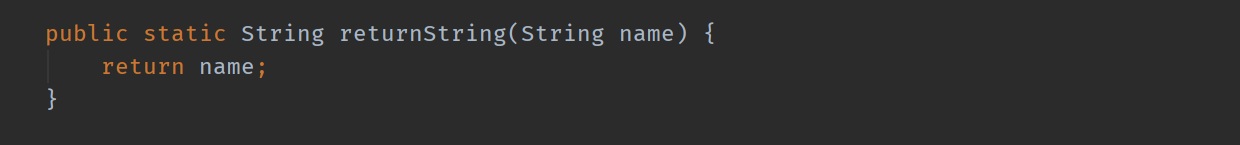 public static String returnString(String name) {
    return name;
}